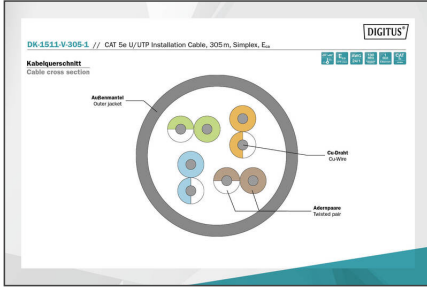 DIGITUS®
DK-1511-V-305-1 // CAT 5e U/UTP Installation Cable, 305 m, Simplex, Eca
Kabelquerschnitt
Cable cross section
Außenmantel
Outer jacket
Cu-Draht
Cu-Wire
Adernpaare
Twisted pair